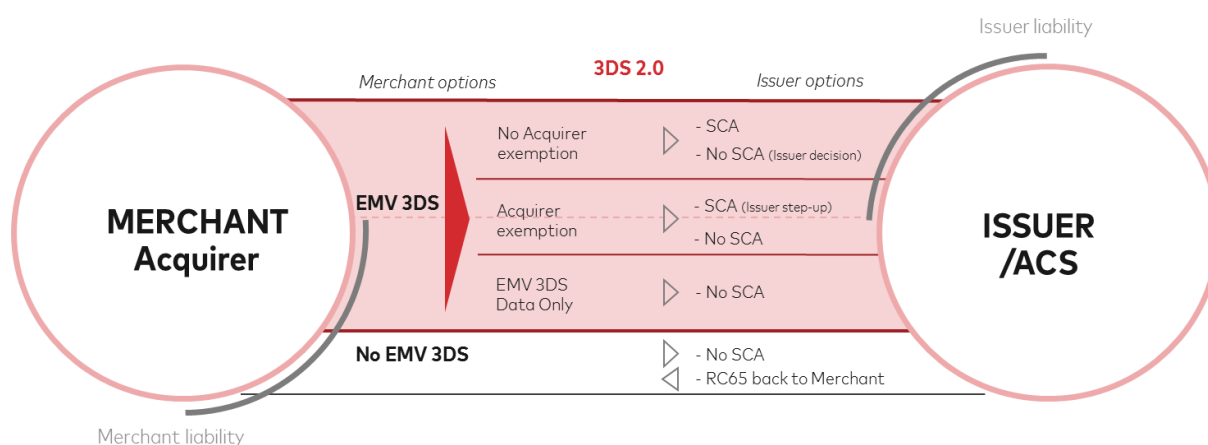 Issuer liability
3DS 2.0
Merchant options
Issuer options
No Acquirer
exemption
- SCA
- No SCA (Issuer decision)
EMV 3DS
MERCHANT
Acquirer
Acquirer
exemption
- SCA (Issuer step-up)
- No SCA
ISSUER
/ACS
EMV 3DS
Data Only
- No SCA
No EMV 3DS
- No SCA
- RC65 back to Merchant
Merchant liability